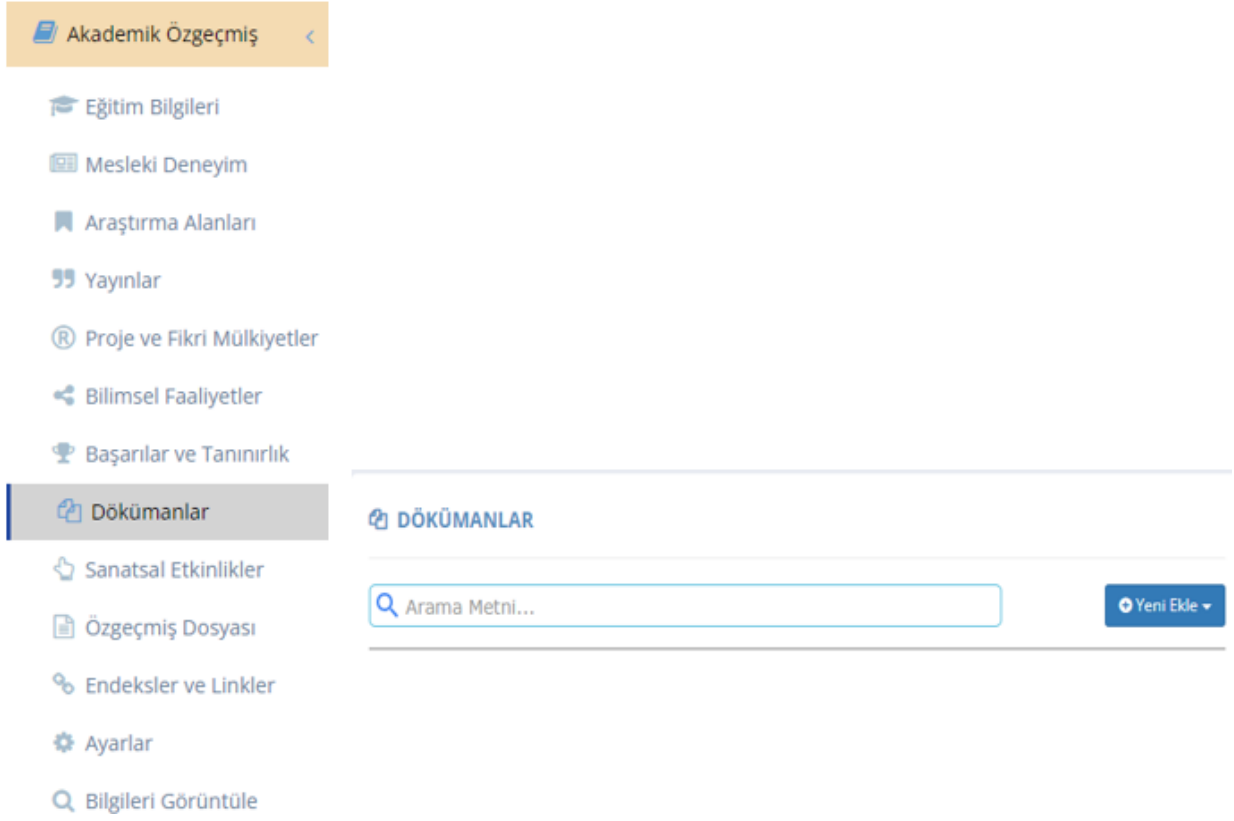 Akademik Özgeçmiş
Eğitim Bilgileri
Mesleki Deneyim
Araştırma Alanları
Yayınlar
Proje ve Fikri Mülkiyetler
Bilimsel Faaliyetler
Başarılar ve Tanınırlık
Dökümanlar
Sanatsal Etkinlikler
Özgeçmiş Dosyası
Endeksler ve Linkler
Ayarlar
Bilgileri Görüntüle
DÖKÜMANLAR
Arama Metni...
Yeni Ekle